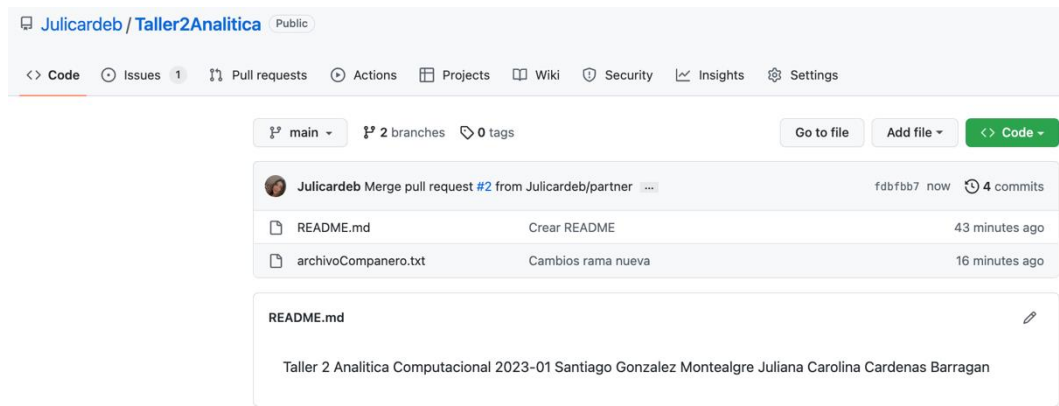 Julicardeb / Taller2Analitica Public
<> Code Issues 1 Pull requests Actions Projects Wiki Security Insights Settings
main 2 branches 0 tags Go to file Add file <> Code
Julicardeb Merge pull request #2 from Julicardeb/partner ... fdbfbb7 now 4 commits
README.md Crear README 43 minutes ago
archivoCompanero.txt Cambios rama nueva 16 minutes ago
README.md
Taller 2 Analitica Computacional 2023-01 Santiago Gonzalez Montealgre Juliana Carolina Cardenas Barragan